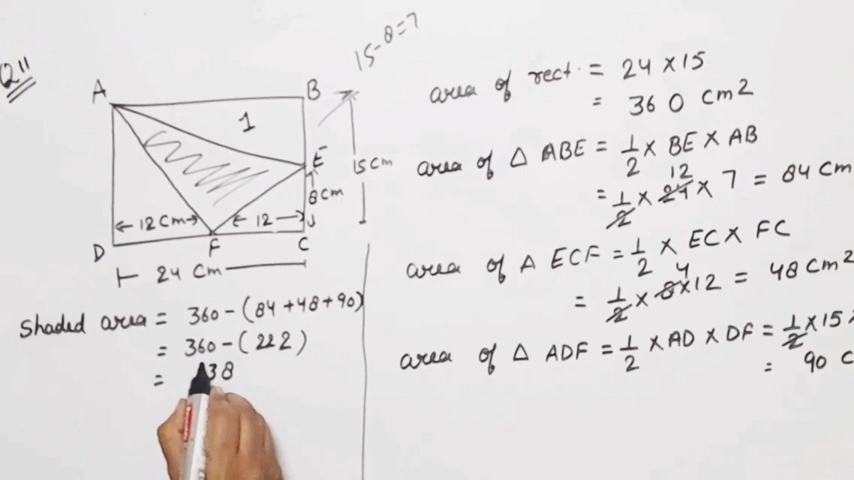 Q11
15-8=7
A
B
1
E
15cm
8cm
12cm
12
D
F
C
24 cm
Shaded area = 360-(84+48+90)
= 360-(222)
= 38
area of rect. = 24 x 15
= 360 cm2
area of △ ABE = 1/2 x BE x AB
12
= 1/2 x 24 x 7 = 84 cm
area of △ ECF = 1/2 x EC x FC
4
= 1/2 x 8 x 12 = 48 cm2
area of △ ADF = 1/2 x AD x DF = 1/2 x 15 x
= 90 c